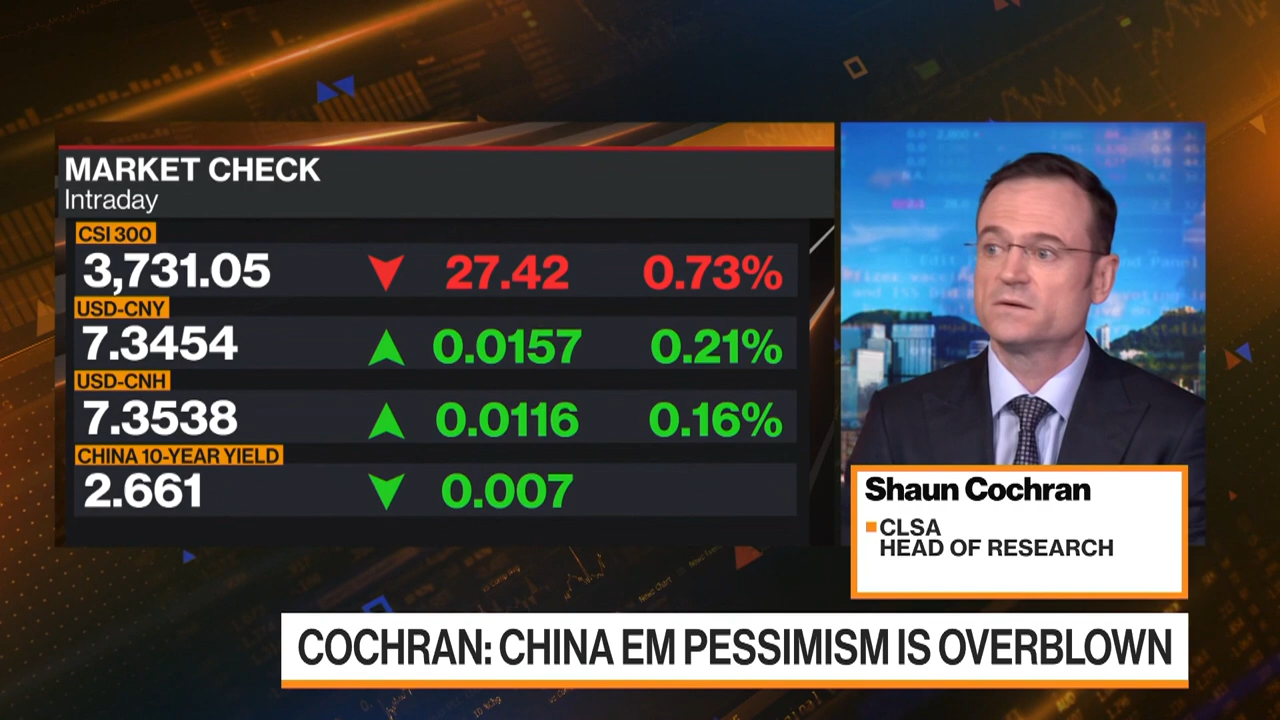 MARKET CHECK
Intraday
CSI 300
3,731.05 ▼ 27.42 0.73%
USD-CNY
7.3454 ▲ 0.0157 0.21%
USD-CNH
7.3538 ▲ 0.0116 0.16%
CHINA 10-YEAR YIELD
2.661 ▼ 0.007
Shaun Cochran
CLSA
HEAD OF RESEARCH
COCHRAN: CHINA EM PESSIMISM IS OVERBLOWN